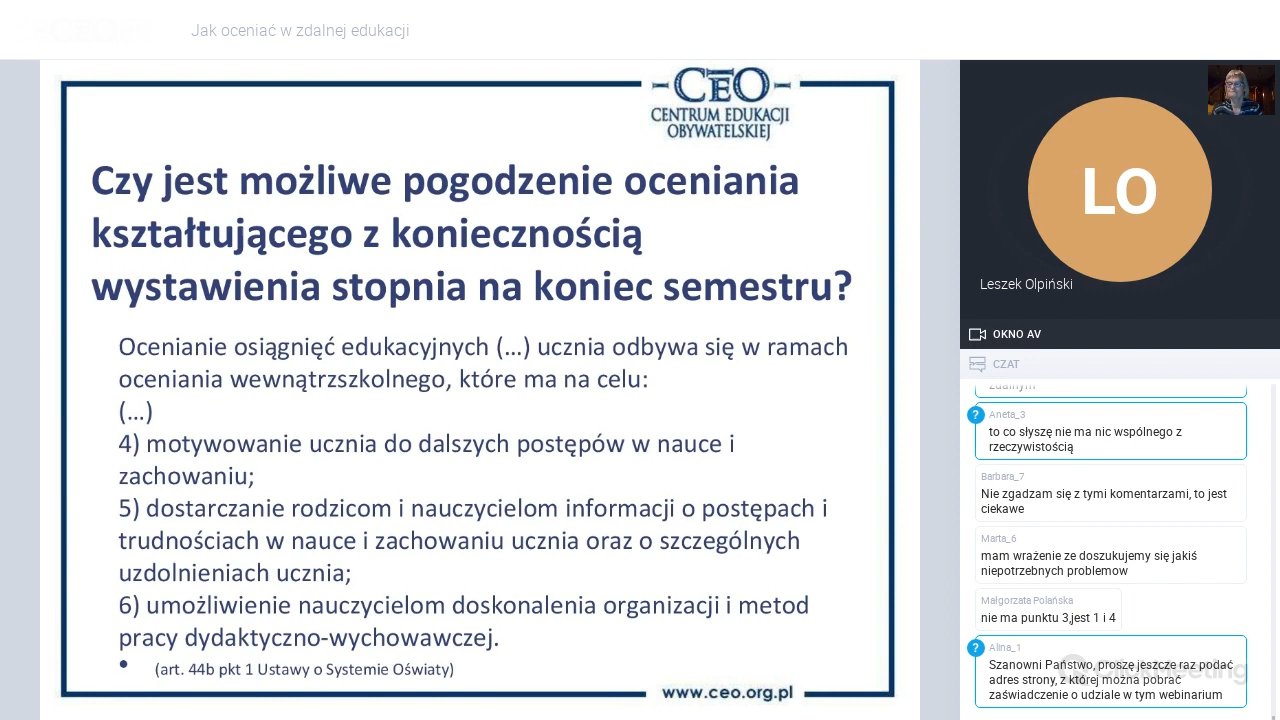 Jak oceniać w zdalnej edukacji
CEO
CENTRUM EDUKACJI
OBYWATELSKIEJ
Czy jest możliwe pogodzenie oceniania
kształtującego z koniecznością
wystawienia stopnia na koniec semestru?
Ocenianie osiągnięć edukacyjnych (...) ucznia odbywa się w ramach
oceniania wewnątrzszkolnego, które ma na celu:
(...)
4) motywowanie ucznia do dalszych postępów w nauce i
zachowaniu;
5) dostarczanie rodzicom i nauczycielom informacji o postępach i
trudnościach w nauce i zachowaniu ucznia oraz o szczególnych
uzdolnieniach ucznia;
6) umożliwienie nauczycielom doskonalenia organizacji i metod
pracy dydaktyczno-wychowawczej.
• (art. 44b pkt 1 Ustawy o Systemie Oświaty)
www.ceo.org.pl
LO
Leszek Olpiński
OKNO AV
CZAT
zdalnym
?
Aneta_3
to co słyszę nie ma nic wspólnego z
rzeczywistością
Barbara_7
Nie zgadzam się z tymi komentarzami, to jest
ciekawe
Marta_6
mam wrażenie ze doszukujemy się jakiś
niepotrzebnych problemow
Małgorzata Polańska
nie ma punktu 3,jest 1 i 4
?
Alina_1
Szanowni Państwo, proszę jeszcze raz podać
adres strony, z której można pobrać
zaświadczenie o udziale w tym webinarium
ClickMeeting